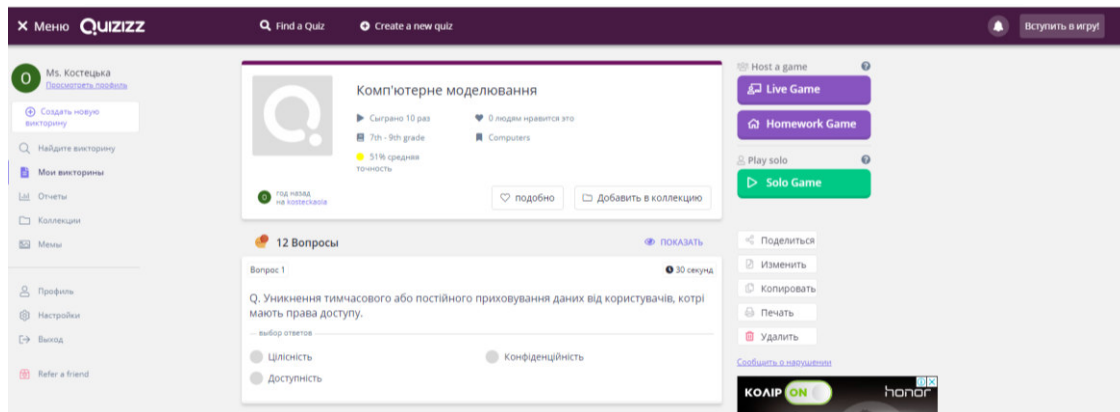 Меню QUIZIZZ
Find a Quiz
Create a new quiz
Вступить в игру!
O
Ms. Костецька
Просмотреть профиль
Создать новую викторину
Найдите викторину
Мои викторины
Отчеты
Коллекции
Мемы
Профиль
Настройки
Выход
Refer a friend
Комп'ютерне моделювання
Сыграно 10 раз
0 людям нравится это
7th - 9th grade
Computers
51% средняя точность
год назад
на kosteckaola
подобно
Добавить в коллекцию
12 Вопросы
ПОКАЗАТЬ
Вопрос 1
30 секунд
Q. Уникнення тимчасового або постійного приховування даних від користувачів, котрі
мають права доступу.
выбор ответов
Цілісність
Конфіденційність
Доступність
Host a game
Live Game
Homework Game
Play solo
Solo Game
Поделиться
Изменить
Копировать
Печать
Удалить
Сообщить о нарушении
КОЛІР ON
honor